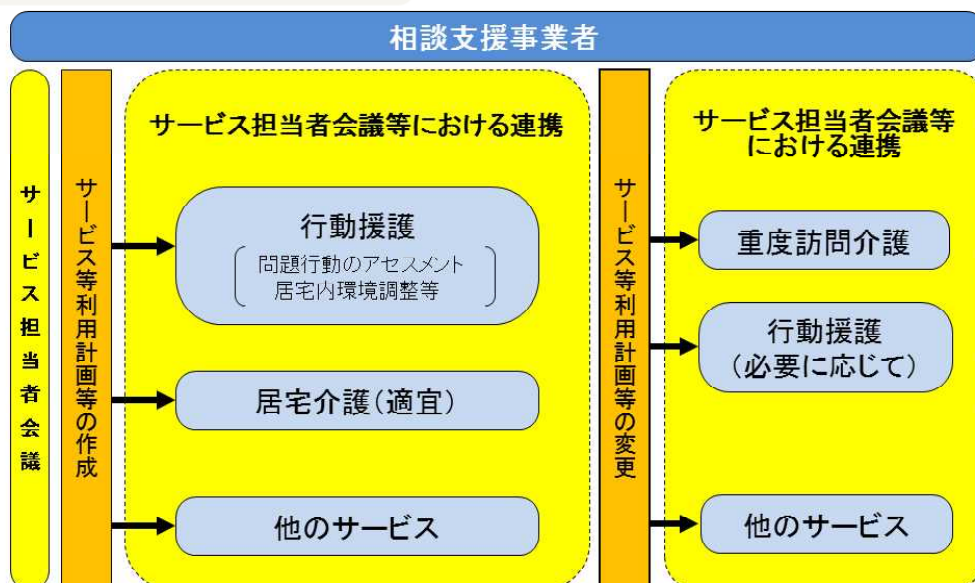 相談支援事業者
サービス担当者会議
サービス等利用計画等の作成
サービス担当者会議等における連携
行動援護
問題行動のアセスメント
居宅内環境調整等
居宅介護(適宜)
他のサービス
サービス等利用計画等の変更
サービス担当者会議等
における連携
重度訪問介護
行動援護
(必要に応じて)
他のサービス